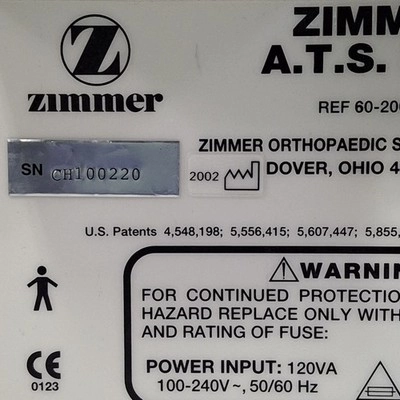 Z
zimmer
ZIMM
A.T.S.
REF 60-20
ZIMMER ORTHOPAEDIC S
SN CH100220
2002
DOVER, OHIO 4
U.S. Patents 4,548,198; 5,556,415; 5,607,447; 5,855,
WARNIN
FOR CONTINUED PROTECTIO
HAZARD REPLACE ONLY WITH
AND RATING OF FUSE:
POWER INPUT: 120VA
100-240V~, 50/60 Hz
CE
0123